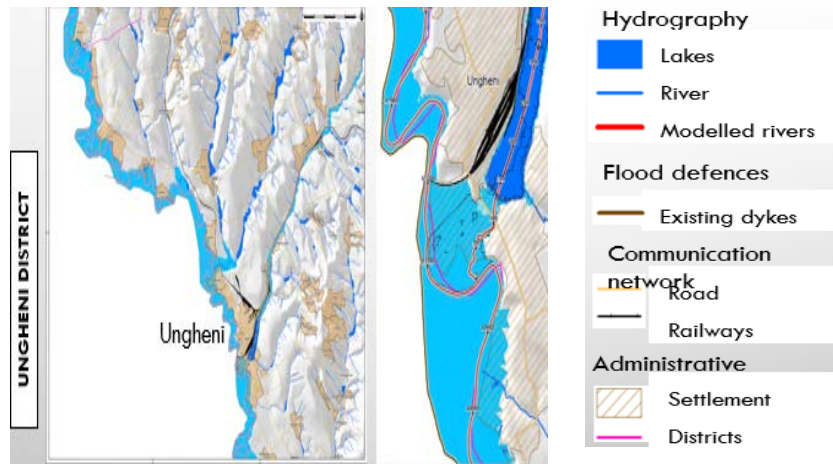 UNGHENI DISTRICT
Ungheni
Ungheni
Hydrography
Lakes
River
Modelled rivers
Flood defences
Existing dykes
Communication
network
Road
Railways
Administrative
Settlement
Districts